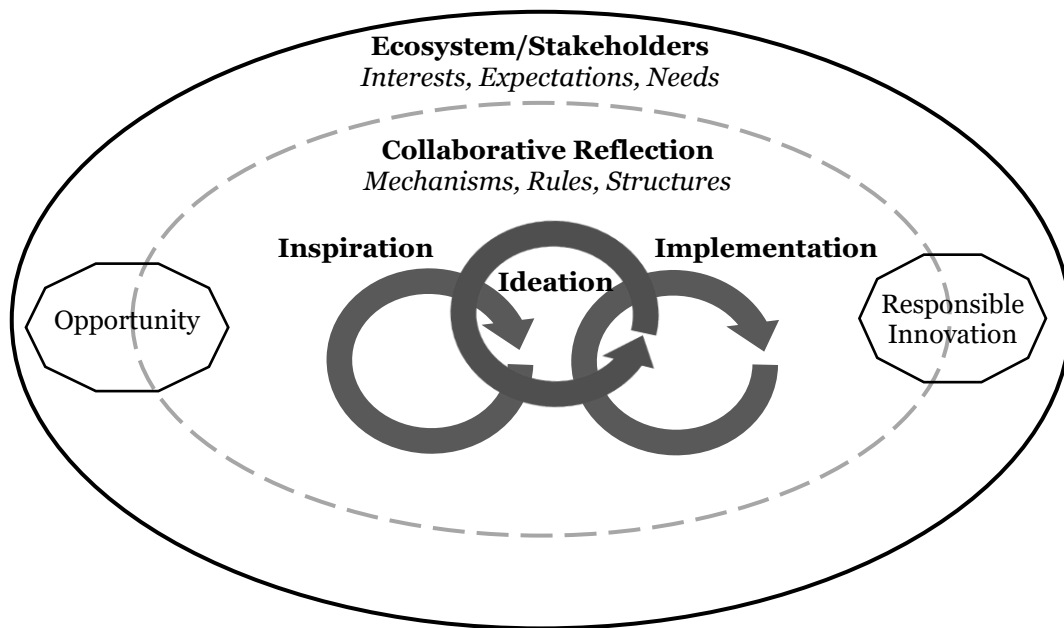 Ecosystem/Stakeholders
Interests, Expectations, Needs
Collaborative Reflection
Mechanisms, Rules, Structures
Inspiration
Ideation
Implementation
Opportunity
Responsible
Innovation